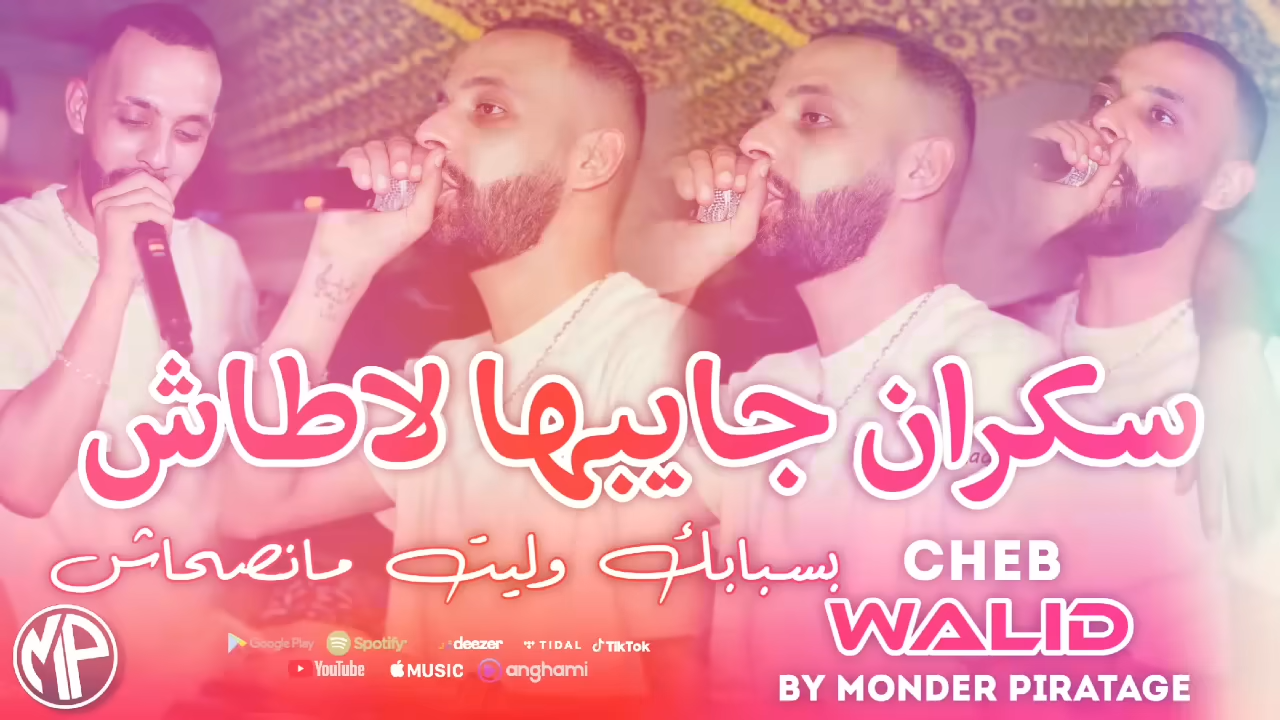 سكران جايبها لاطاش
بسبابك وليت مانصحاش
CHEB
WALID
BY MONDER PIRATAGE
MP
Google Play Spotify deezer TIDAL TikTok
YouTube MUSIC anghami